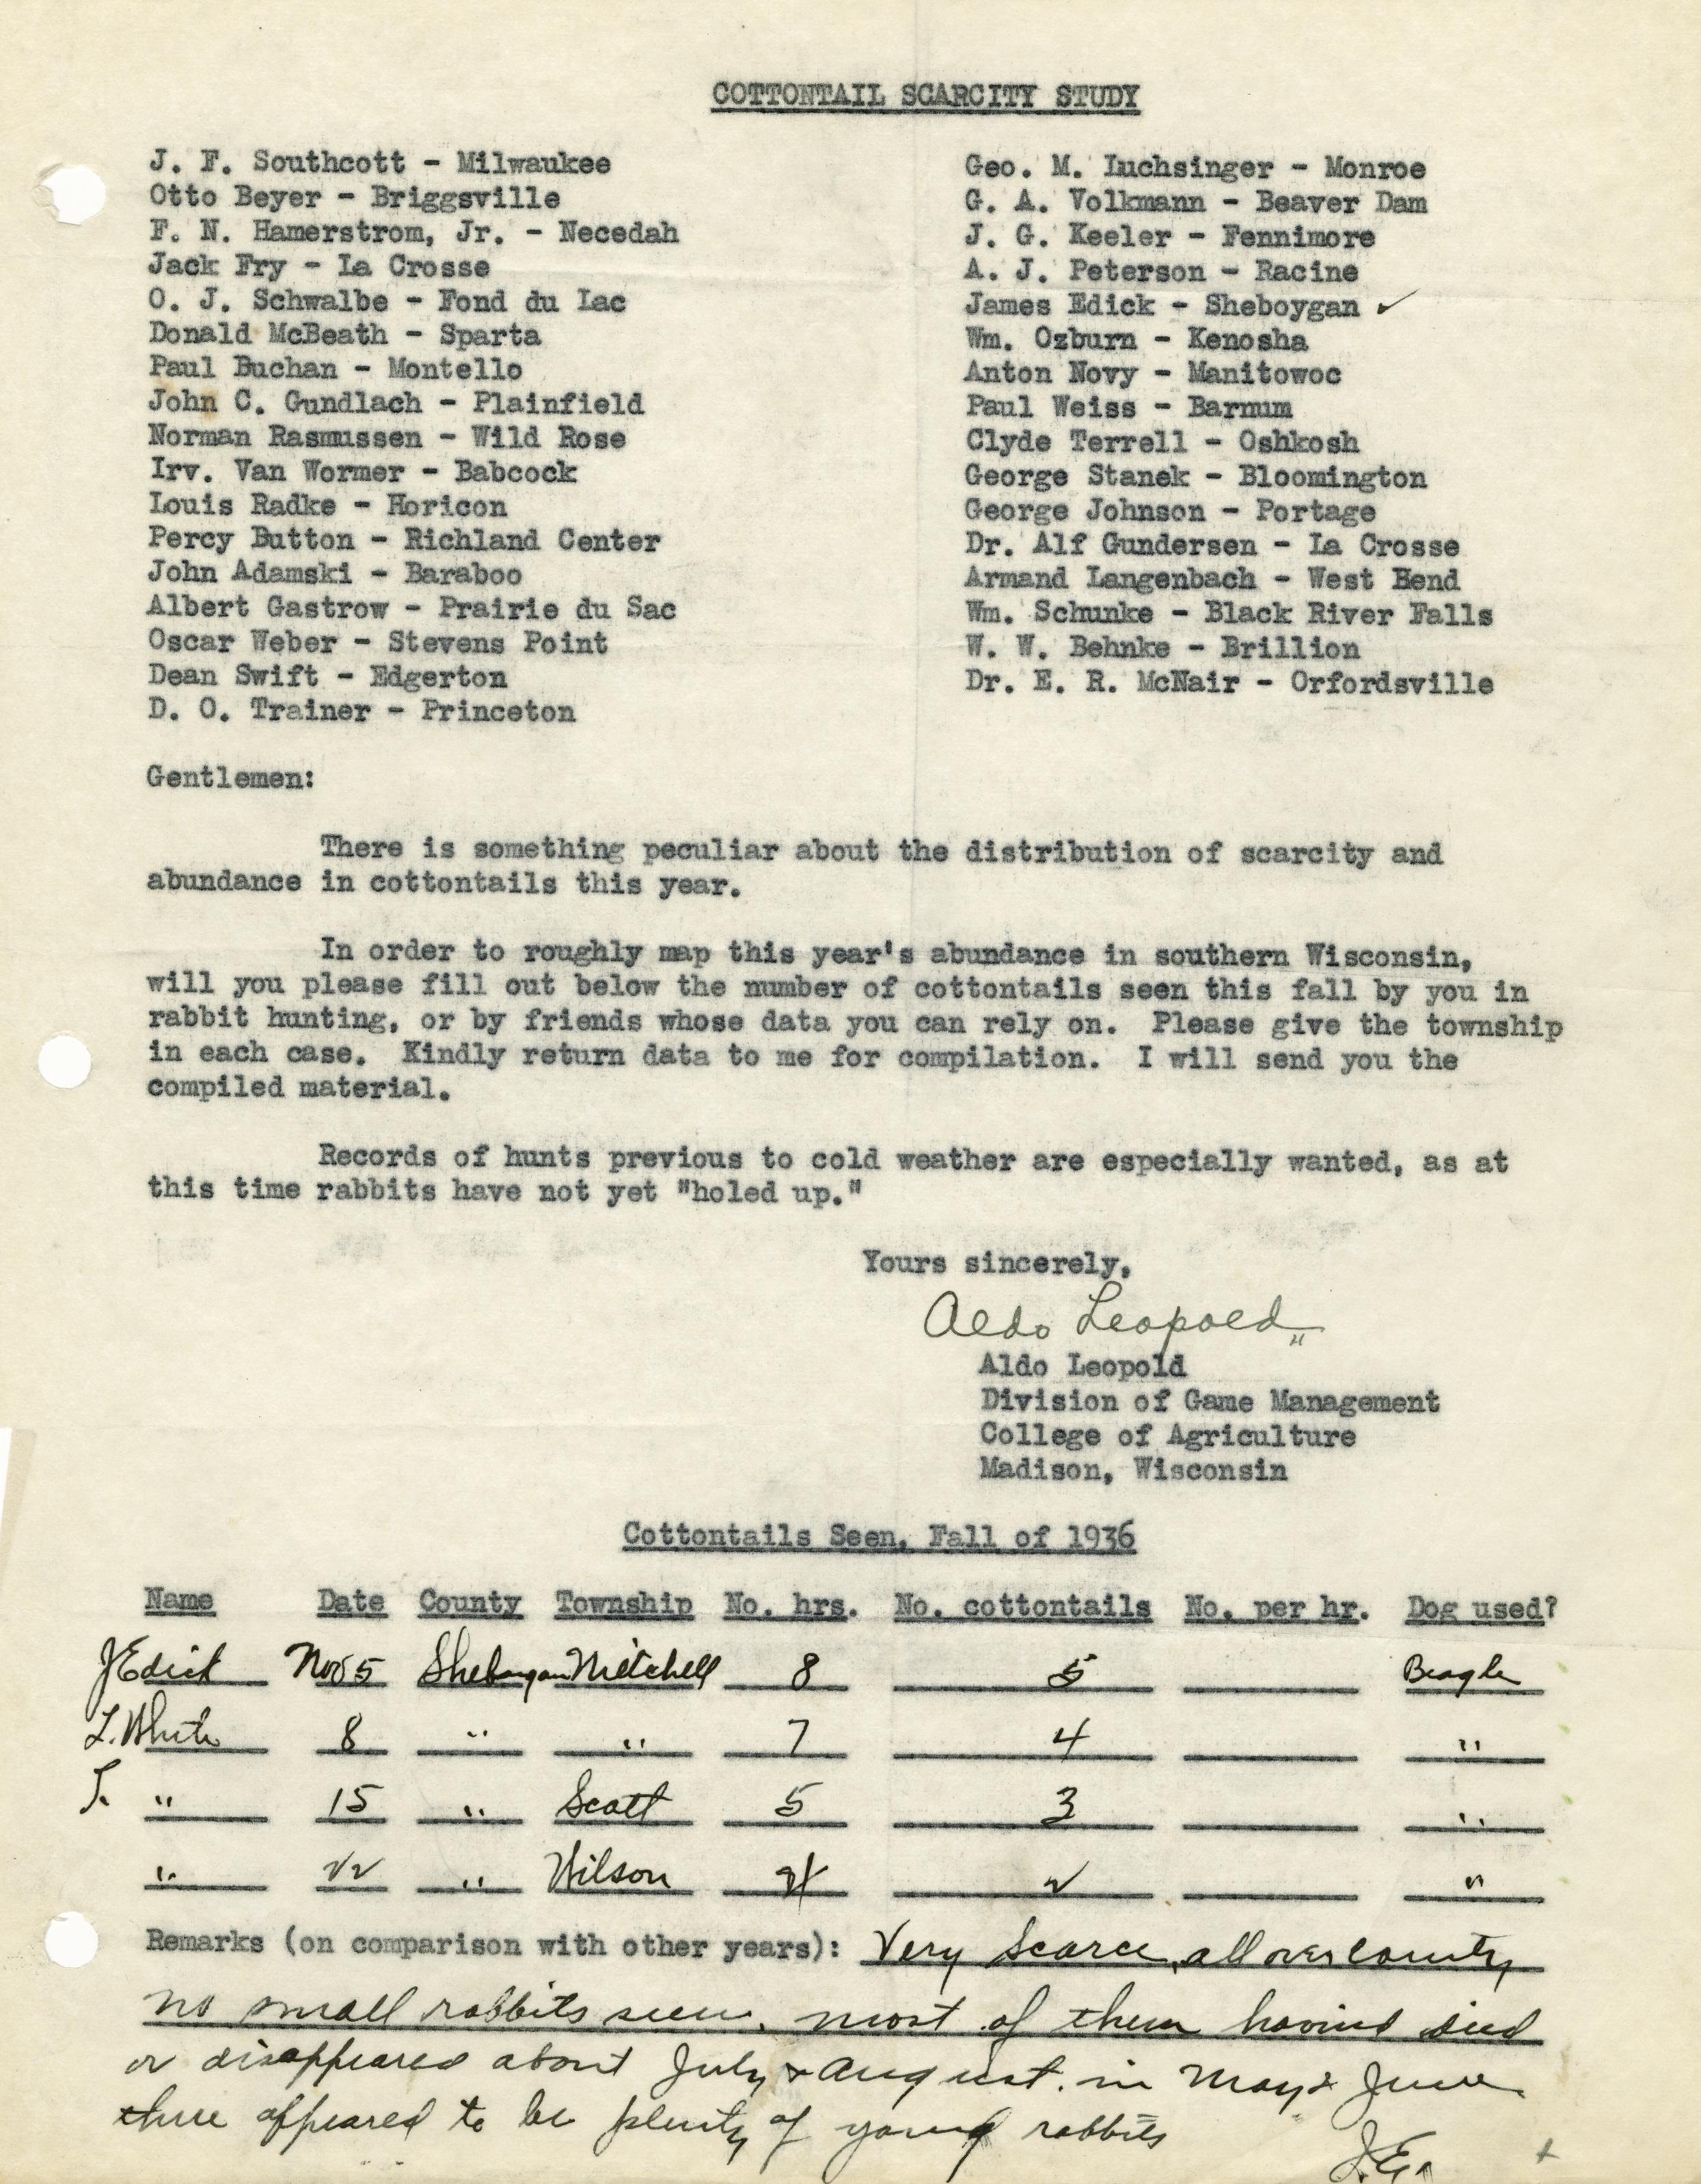 COTTONTAIL SCARCITY STUDY
J. F. Southcott - Milwaukee
Otto Beyer - Briggsville
F. N. Hamerstrom, Jr. - Necedah
Jack Fry - La Crosse
O. J. Schwalbe - Fond du Lac
Donald McBeath - Sparta
Paul Buchan - Montello
John C. Gundlach - Plainfield
Norman Rasmussen - Wild Rose
Irv. Van Wormer - Babcock
Louis Radke - Horicon
Percy Button - Richland Center
John Adamski - Baraboo
Albert Gastrow - Prairie du Sac
Oscar Weber - Stevens Point
Dean Swift - Edgerton
D. O. Trainer - Princeton
Geo. M. Luchsinger - Monroe
G. A. Volkmann - Beaver Dam
J. G. Keeler - Fennimore
A. J. Peterson - Racine
James Edick - Sheboygan ✓
Wm. Ozburn - Kenosha
Anton Novy - Manitowoc
Paul Weiss - Barnum
Clyde Terrell - Oshkosh
George Stanek - Bloomington
George Johnson - Portage
Dr. Alf Gundersen - La Crosse
Armand Langenbach - West Bend
Wm. Schunke - Black River Falls
W. W. Behnke - Brillion
Dr. E. R. McNair - Orfordsville
Gentlemen:
There is something peculiar about the distribution of scarcity and
abundance in cottontails this year.
In order to roughly map this year's abundance in southern Wisconsin,
will you please fill out below the number of cottontails seen this fall by you in
rabbit hunting, or by friends whose data you can rely on. Please give the township
in each case. Kindly return data to me for compilation. I will send you the
compiled material.
Records of hunts previous to cold weather are especially wanted, as at
this time rabbits have not yet "holed up."
Yours sincerely,
Aldo Leopold
Aldo Leopold
Division of Game Management
College of Agriculture
Madison, Wisconsin
Cottontails Seen, Fall of 1936
Name Date County Township No. hrs. No. cottontails No. per hr. Dog used?
J Edick Nov 5 Sheboygan Mitchell 8 5 Beagle
L. White 8 " " 7 4 "
J. " 15 " Scott 5 3 "
" 22 " Wilson 2 "
Remarks (on comparison with other years): Very Scarce, all over County
no small rabbits seen. most of them having died
or disappeared about July & August. in May & June
there appeared to be plenty of young rabbits
J.E.